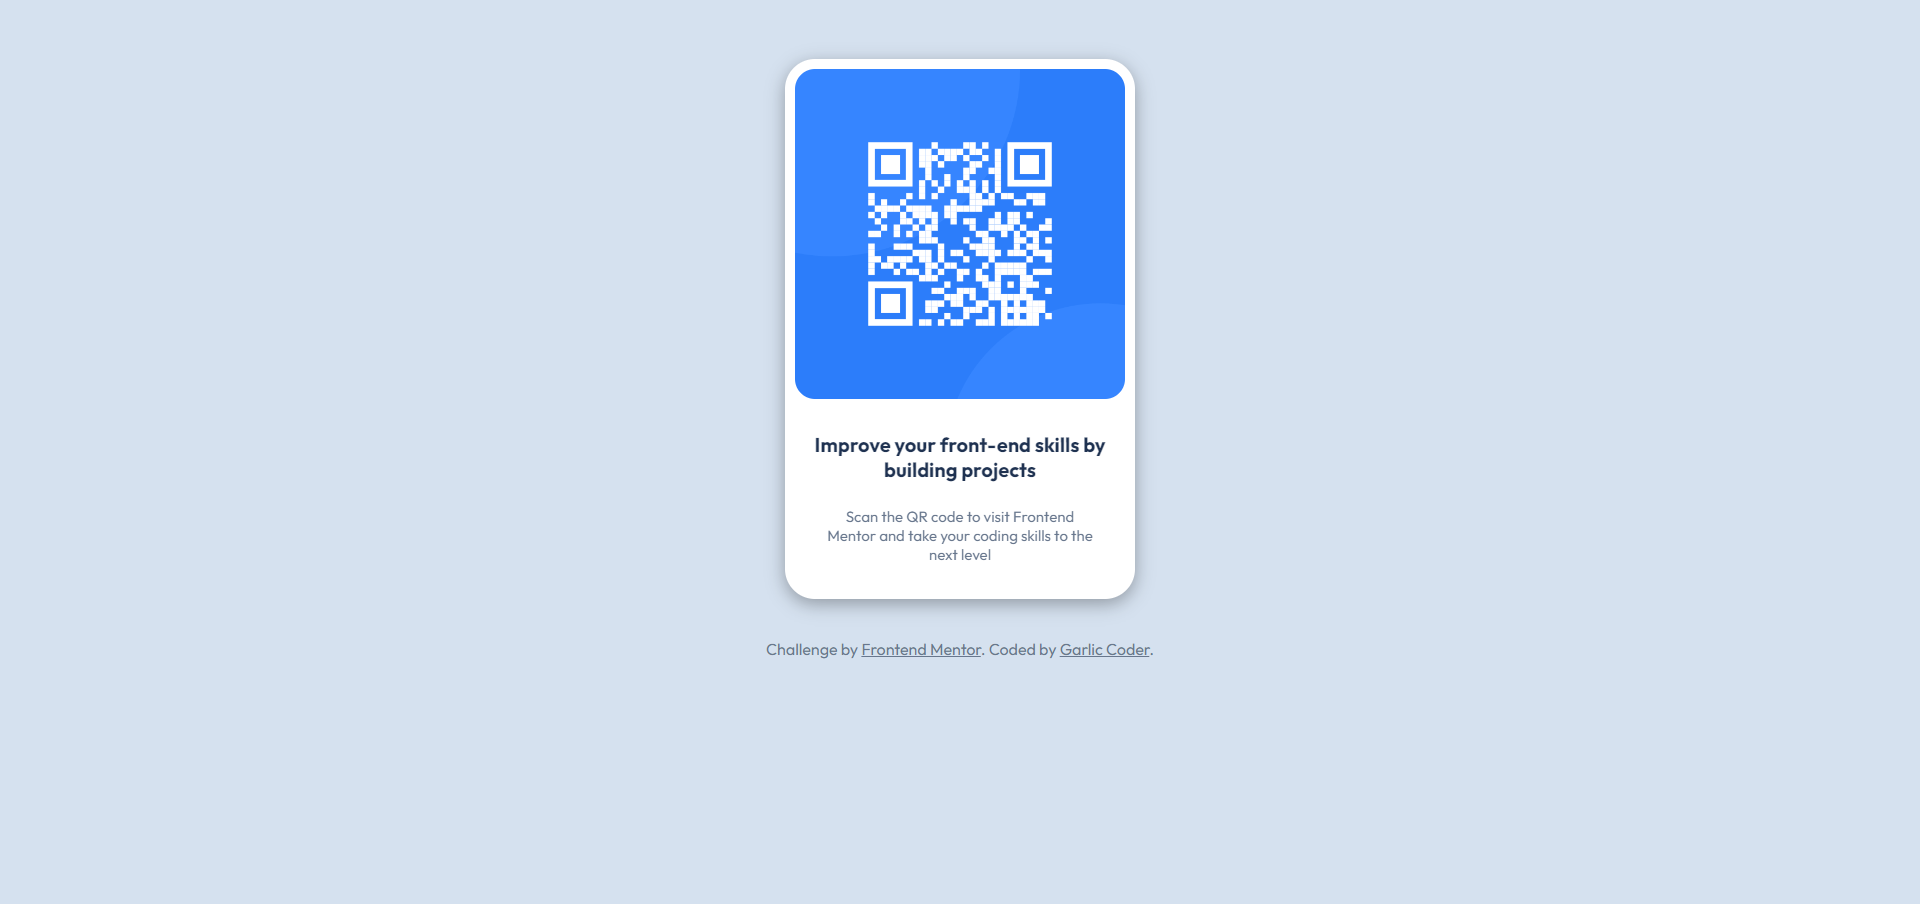 Improve your front-end skills by
building projects
Scan the QR code to visit Frontend
Mentor and take your coding skills to the
next level
Challenge by Frontend Mentor. Coded by Garlic Coder.